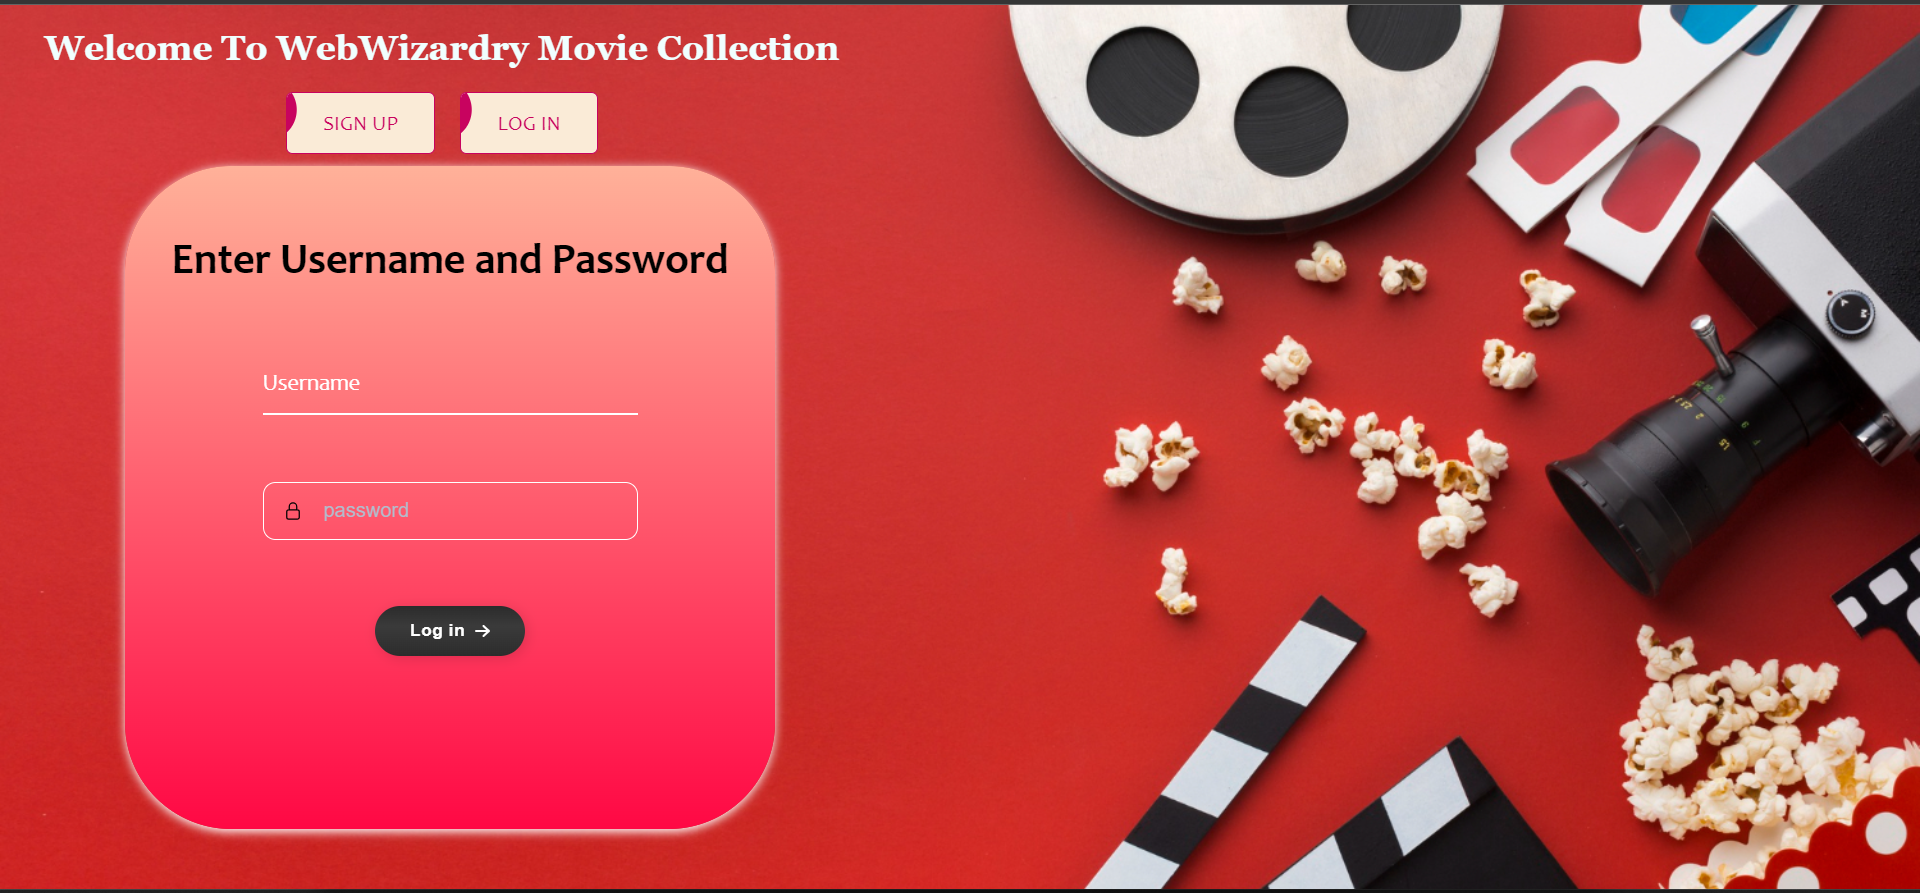 Welcome To WebWizardry Movie Collection
SIGN UP LOG IN
Enter Username and Password
Username
password
Log in →